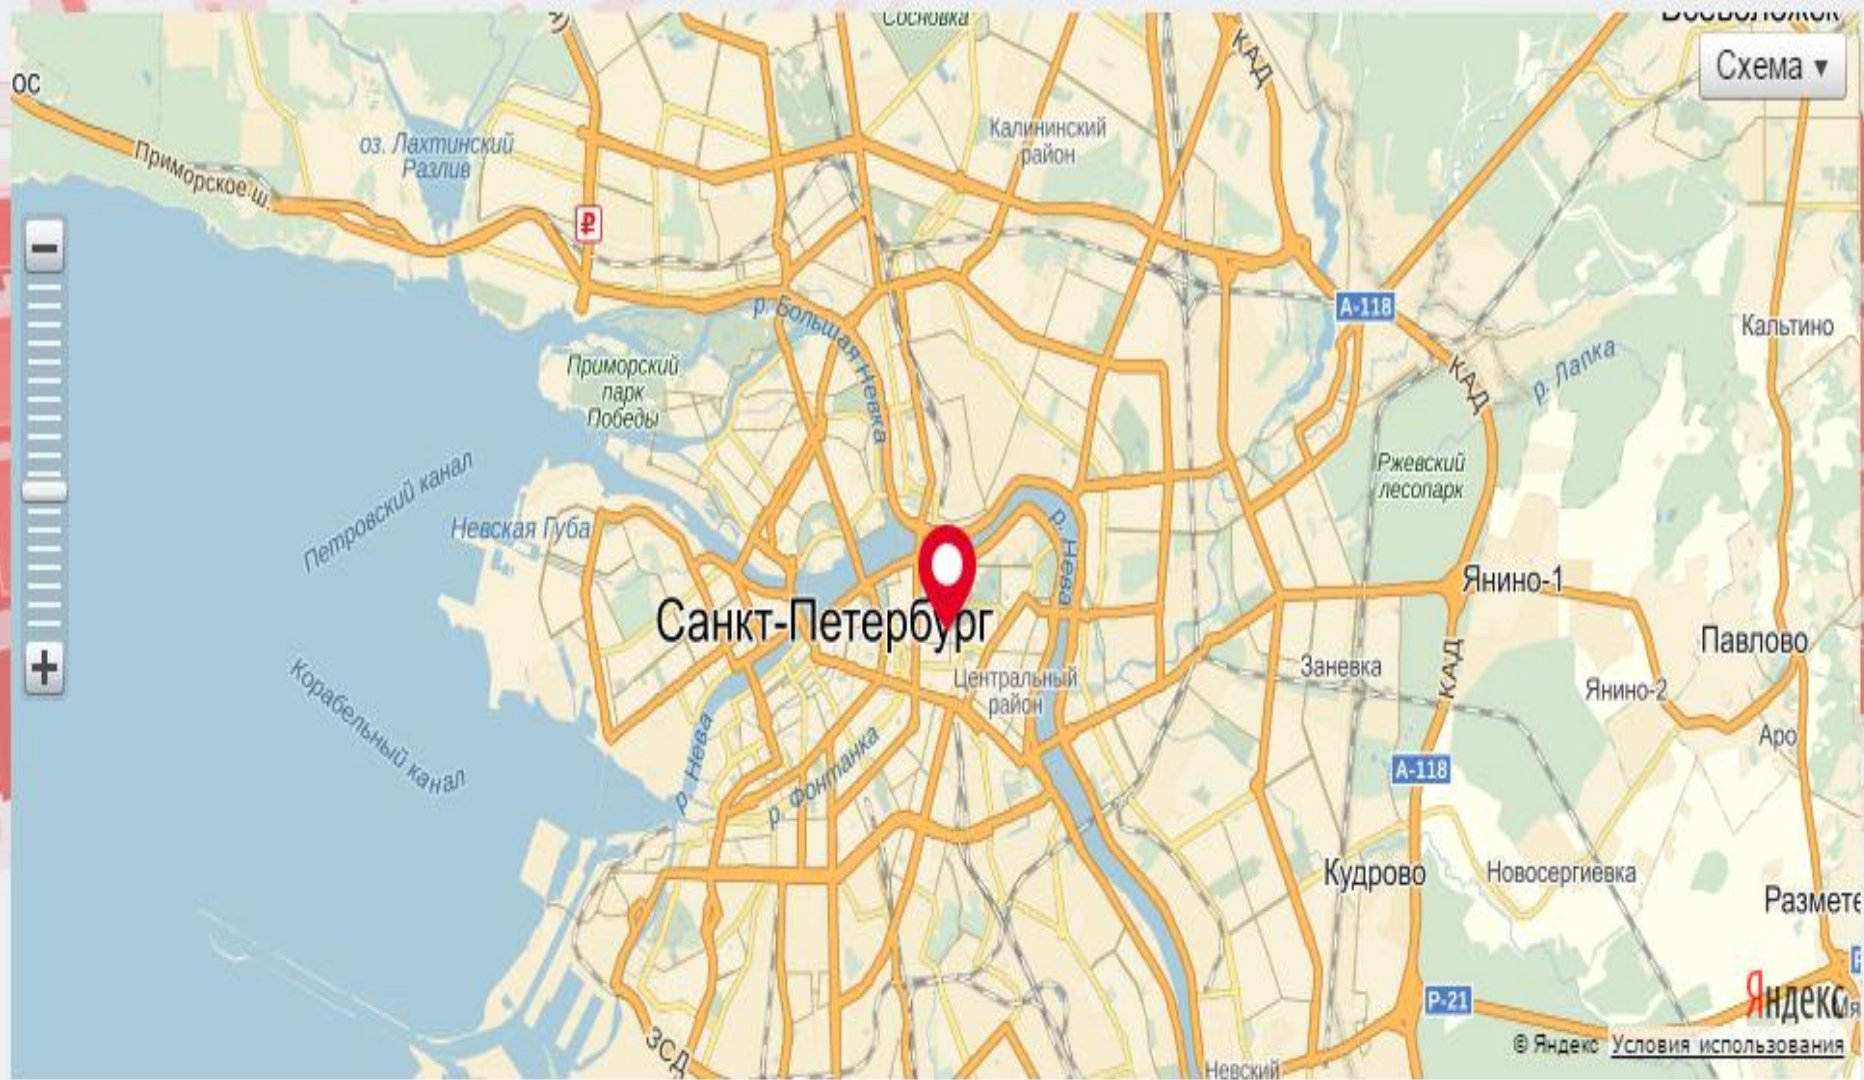 Сосновка
Схема ▾
КАД
ос
Калининский
район
оз. Лахтинский
Разлив
Приморское ш.
₽
р. Большая Невка
А-118
Кальтино
Приморский
парк
Победы
КАД
р. Лапка
Ржевский
лесопарк
Петровский канал
Невская Губа
р. Нева
Янино-1
Санкт-Петербург
Павлово
КАД
Заневка
Центральный
район
Янино-2
Корабельный канал
р. Нева
Аро
р. Фонтанка
А-118
Кудрово
Новосергиевка
Размете
Р-21
Яндекс
ЗСД
© Яндекс Условия использования
Невский